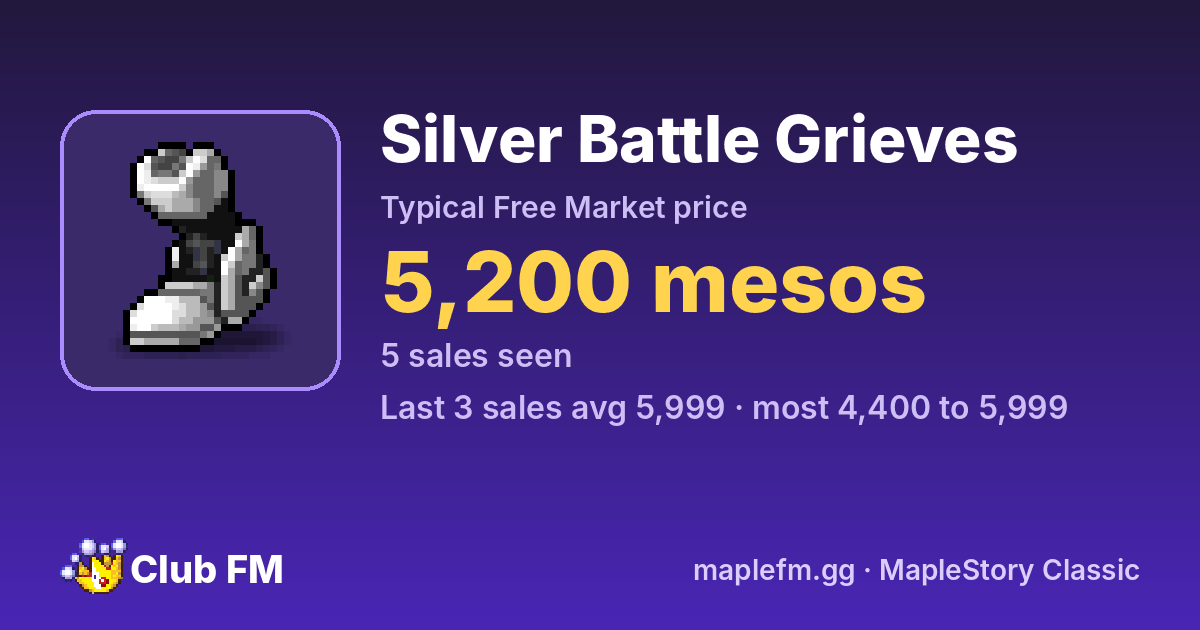 Silver Battle Grieves
Typical Free Market price
5,200 mesos
5 sales seen
Last 3 sales avg 5,999 · most 4,400 to 5,999
Club FM
maplefm.gg · MapleStory Classic